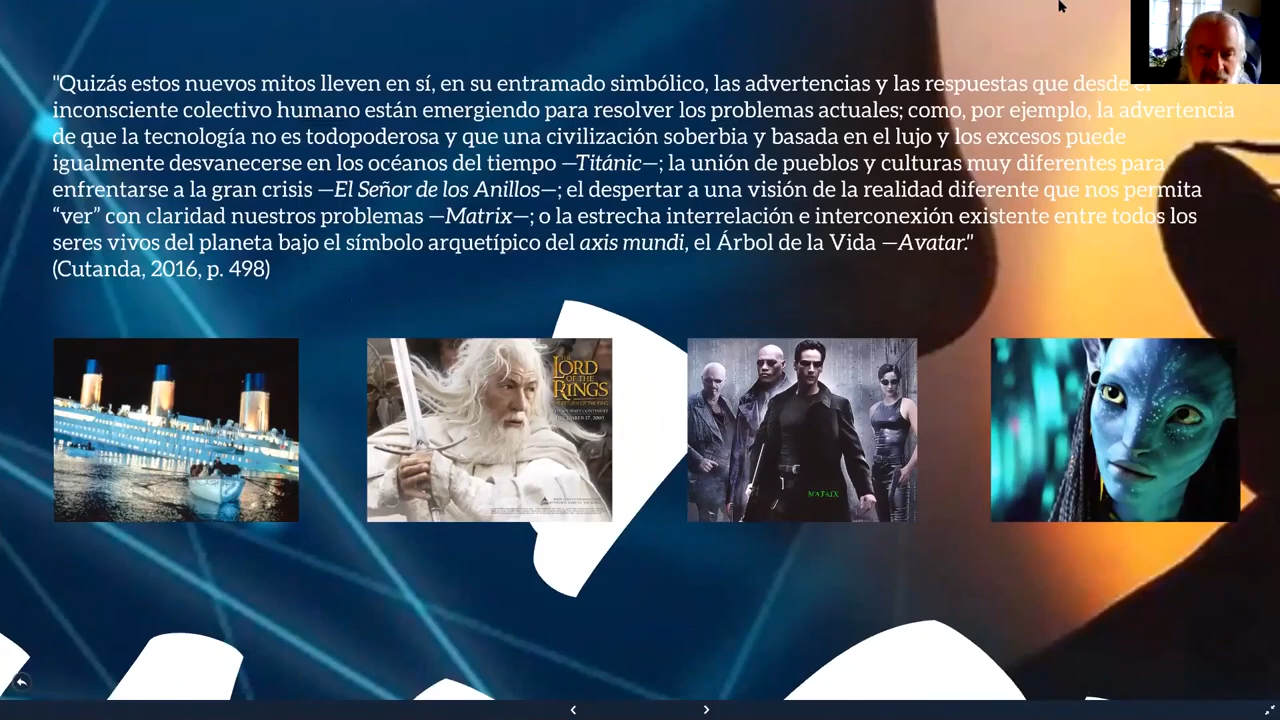 "Quizás estos nuevos mitos lleven en sí, en su entramado simbólico, las advertencias y las respuestas que desde el
inconsciente colectivo humano están emergiendo para resolver los problemas actuales; como, por ejemplo, la advertencia
de que la tecnología no es todopoderosa y que una civilización soberbia y basada en el lujo y los excesos puede
igualmente desvanecerse en los océanos del tiempo —Titánic—; la unión de pueblos y culturas muy diferentes para
enfrentarse a la gran crisis —El Señor de los Anillos—; el despertar a una visión de la realidad diferente que nos permita
“ver” con claridad nuestros problemas —Matrix—; o la estrecha interrelación e interconexión existente entre todos los
seres vivos del planeta bajo el símbolo arquetípico del axis mundi, el Árbol de la Vida —Avatar."
(Cutanda, 2016, p. 498)
THE
LORD
OF THE
RINGS
MATRIX